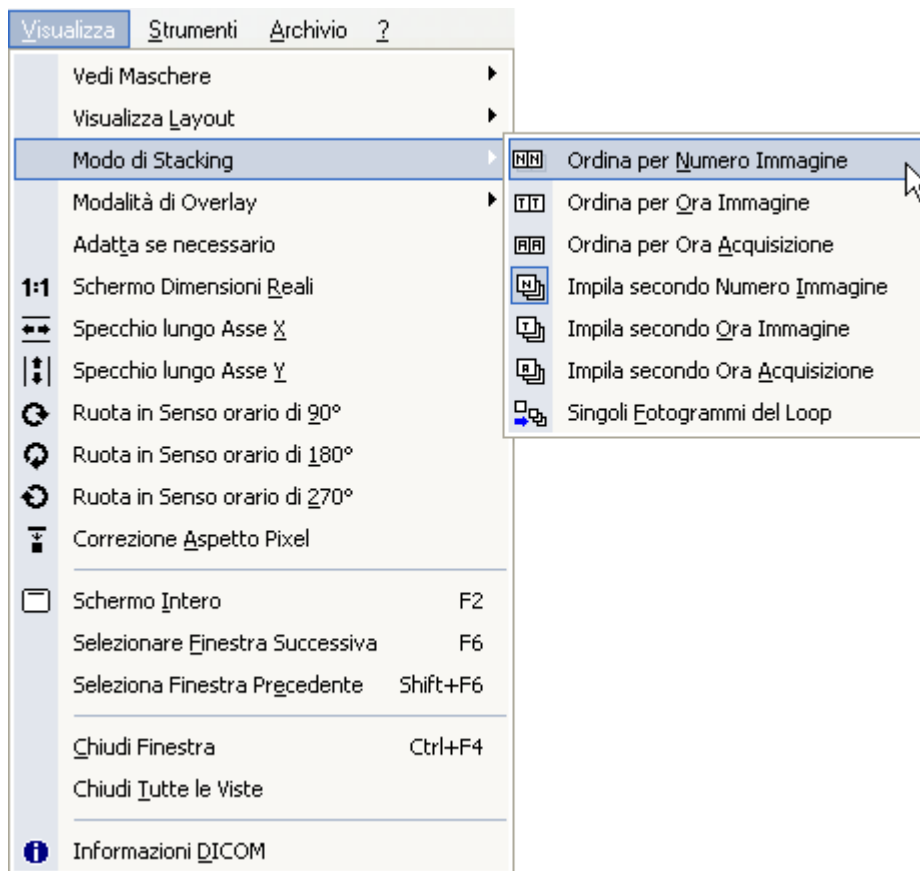 Visualizza Strumenti Archivio ?
Vedi Maschere
Visualizza Layout
Modo di Stacking
Modalità di Overlay
Adatta se necessario
1:1 Schermo Dimensioni Reali
Specchio lungo Asse X
Specchio lungo Asse Y
Ruota in Senso orario di 90°
Ruota in Senso orario di 180°
Ruota in Senso orario di 270°
Correzione Aspetto Pixel
Schermo Intero F2
Selezionare Finestra Successiva F6
Seleziona Finestra Precedente Shift+F6
Chiudi Finestra Ctrl+F4
Chiudi Tutte le Viste
Informazioni DICOM
NN Ordina per Numero Immagine
TT Ordina per Ora Immagine
AA Ordina per Ora Acquisizione
N Impila secondo Numero Immagine
T Impila secondo Ora Immagine
A Impila secondo Ora Acquisizione
Singoli Fotogrammi del Loop